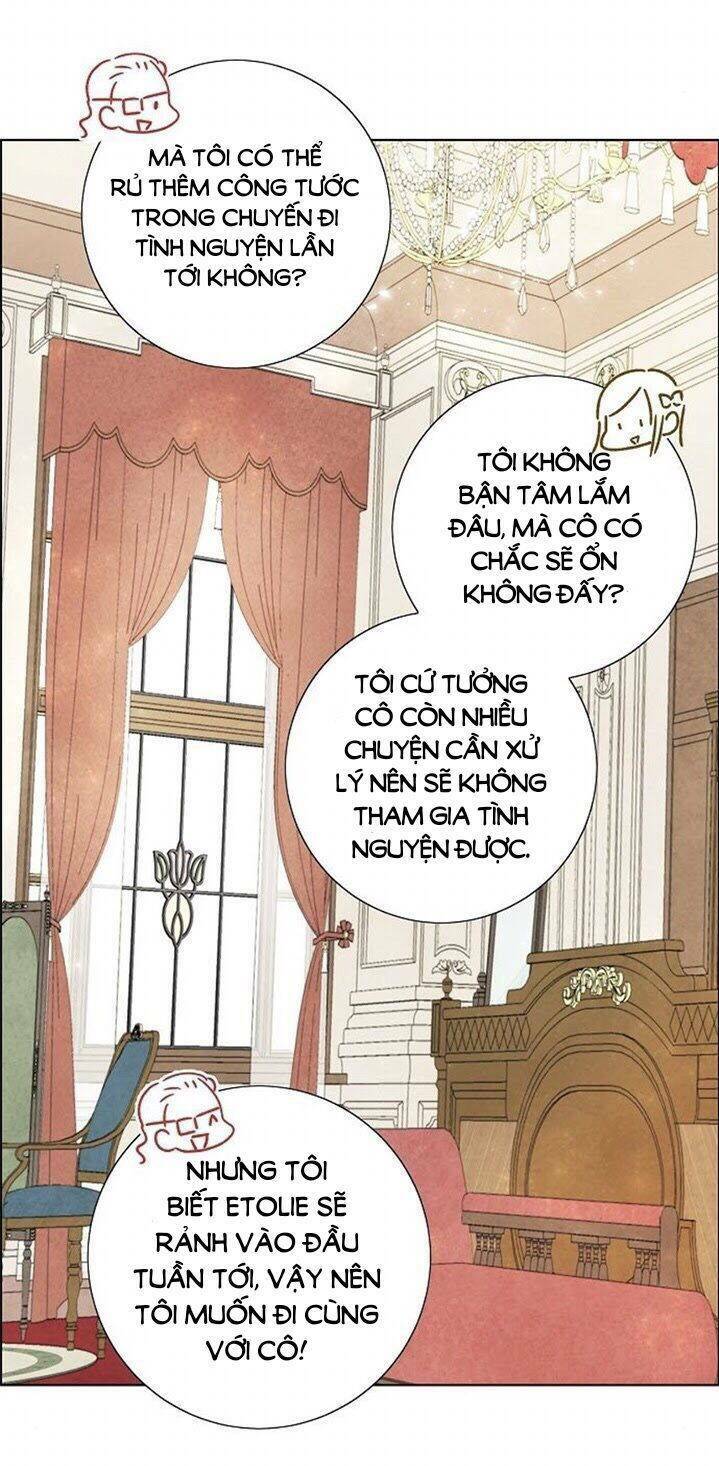 MÀ TÔI CÓ THỂ
RỦ THÊM CÔNG TƯỚC
TRONG CHUYẾN ĐI
TÌNH NGUYỆN LẦN
TỚI KHÔNG?
TÔI KHÔNG
BẬN TÂM LẮM
ĐÂU, MÀ CÔ CÓ
CHẮC SẼ ỔN
KHÔNG ĐẤY?
TÔI CỨ TƯỞNG
CÔ CÒN NHIỀU
CHUYỆN CẦN XỬ
LÝ NÊN SẼ KHÔNG
THAM GIA TÌNH
NGUYỆN ĐƯỢC.
NHƯNG TÔI
BIẾT ETOLIE SẼ
RẢNH VÀO ĐẦU
TUẦN TỚI, VẬY NÊN
TÔI MUỐN ĐI CÙNG
VỚI CÔ!